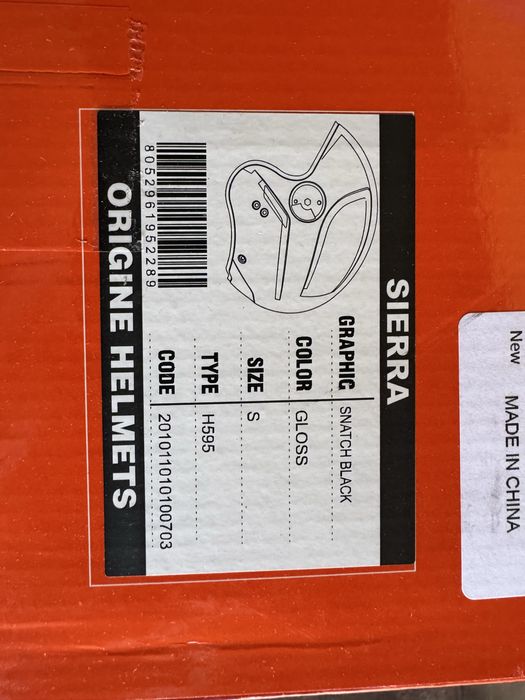 SIERRA
GRAPHIC SNATCH BLACK
COLOR GLOSS
SIZE S
TYPE H595
CODE 201011010100703
8052961952289
ORIGINE HELMETS
New MADE IN CHINA